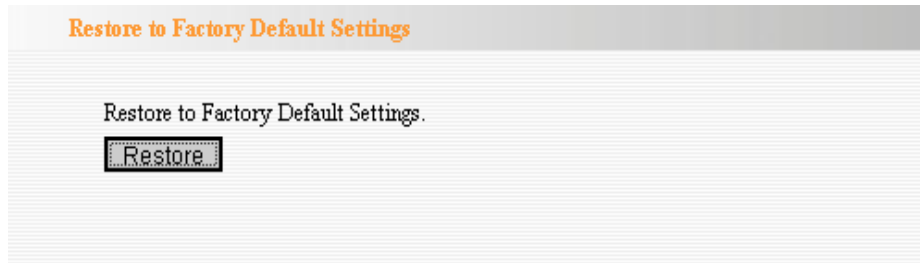 Restore to Factory Default Settings
Restore to Factory Default Settings.
Restore